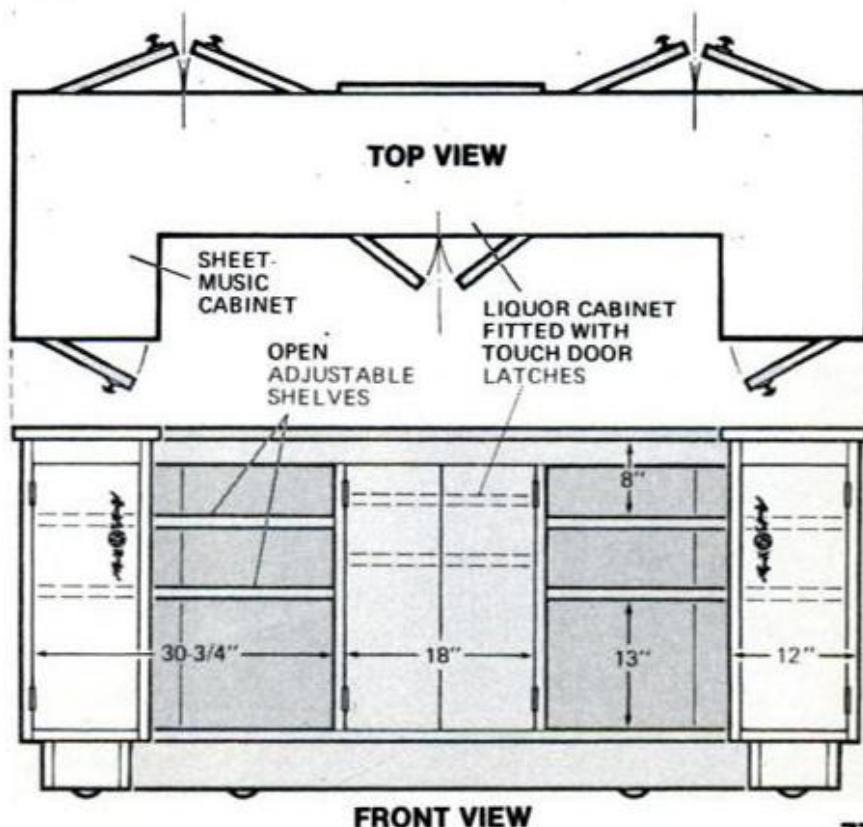 TOP VIEW
SHEET-
MUSIC
CABINET
LIQUOR CABINET
FITTED WITH
TOUCH DOOR
LATCHES
OPEN
ADJUSTABLE
SHELVES
8"
30-3/4"
18"
13"
12"
FRONT VIEW